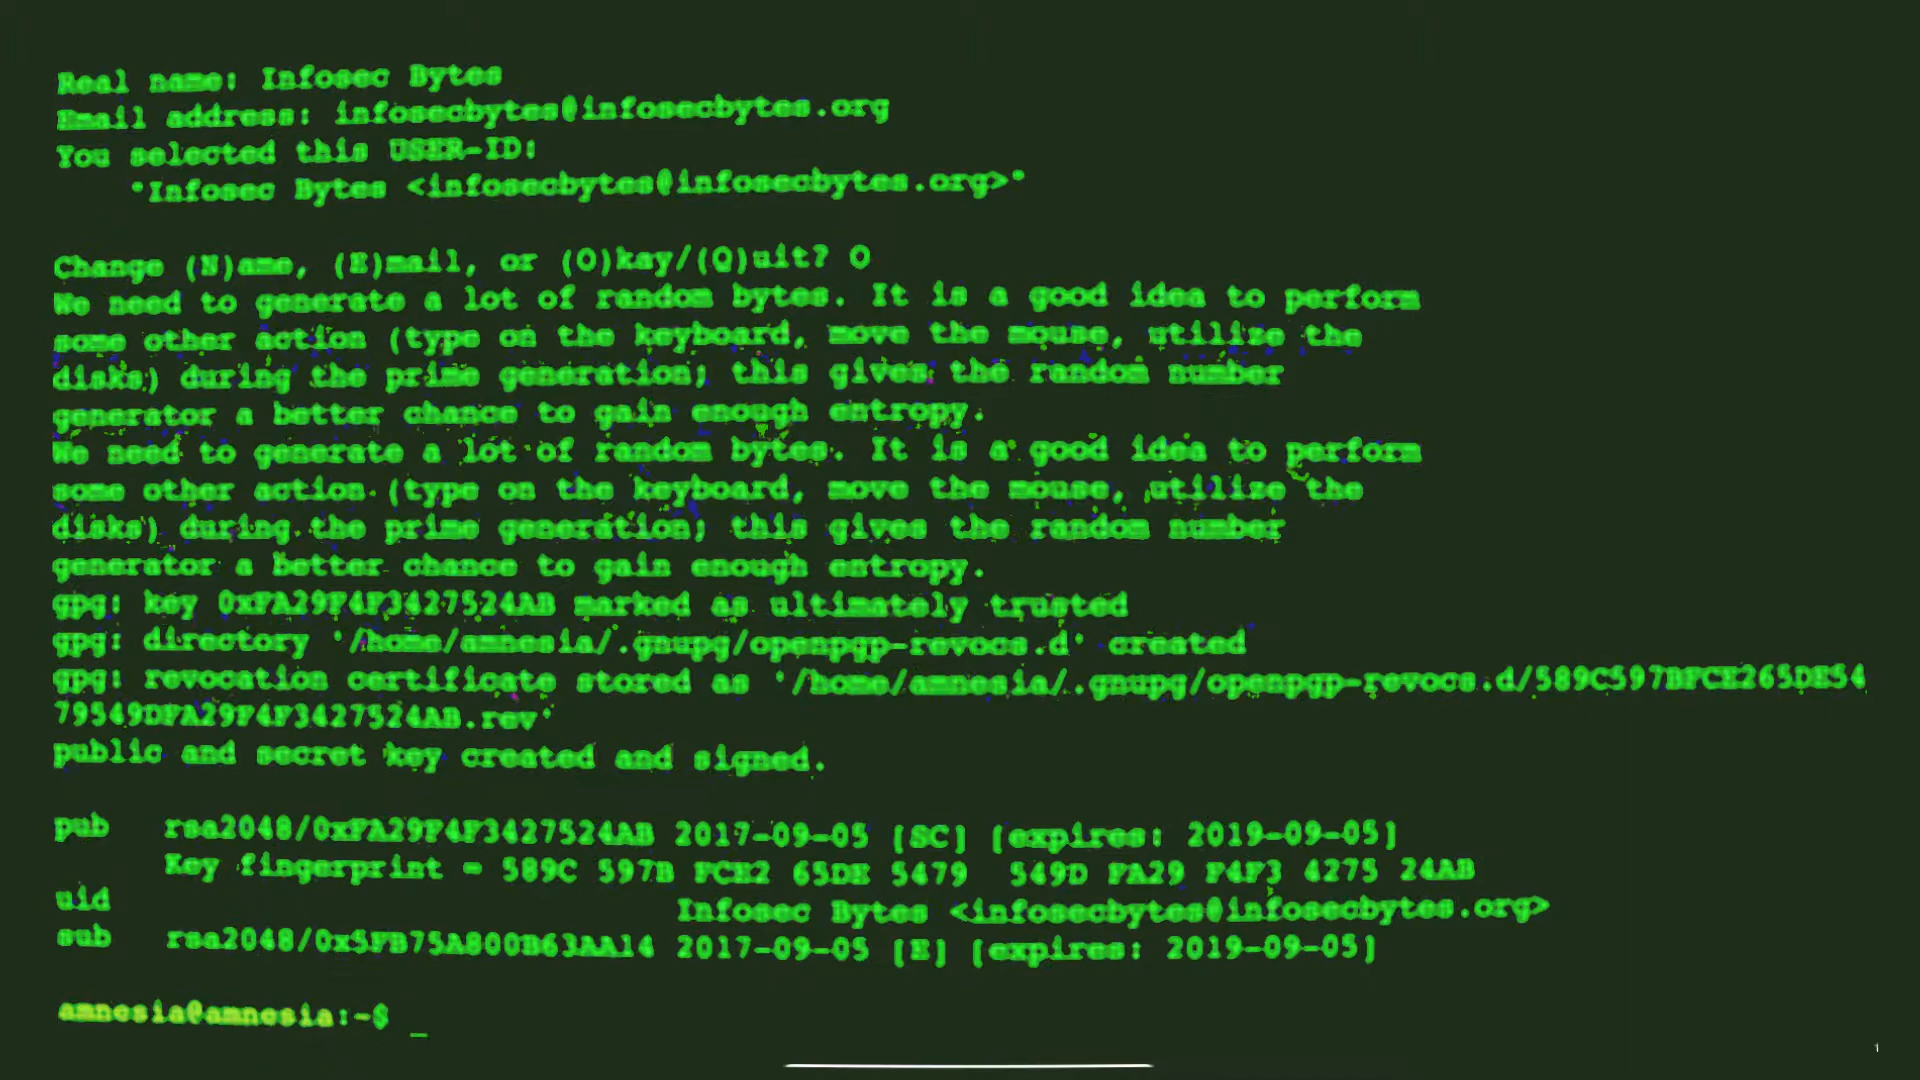 Real name: Infosec Bytes
Email address: infosecbytes@infosecbytes.org
You selected this USER-ID:
"Infosec Bytes <infosecbytes@infosecbytes.org>"
Change (N)ame, (E)mail, or (O)kay/(Q)uit? O
We need to generate a lot of random bytes. It is a good idea to perform
some other action (type on the keyboard, move the mouse, utilize the
disks) during the prime generation; this gives the random number
generator a better chance to gain enough entropy.
We need to generate a lot of random bytes. It is a good idea to perform
some other action (type on the keyboard, move the mouse, utilize the
disks) during the prime generation; this gives the random number
generator a better chance to gain enough entropy.
gpg: key 0xFA29F4F3427524AB marked as ultimately trusted
gpg: directory '/home/amnesia/.gnupg/openpgp-revocs.d' created
gpg: revocation certificate stored as '/home/amnesia/.gnupg/openpgp-revocs.d/589C597BFCE265DE54
79549DFA29F4F3427524AB.rev'
public and secret key created and signed.
pub rsa2048/0xFA29F4F3427524AB 2017-09-05 [SC] [expires: 2019-09-05]
Key fingerprint = 589C 597B FCE2 65DE 5479 549D FA29 F4F3 4275 24AB
uid Infosec Bytes <infosecbytes@infosecbytes.org>
sub rsa2048/0x5FB75A800B63AA14 2017-09-05 [E] [expires: 2019-09-05]
amnesia@amnesia:~$ _
1